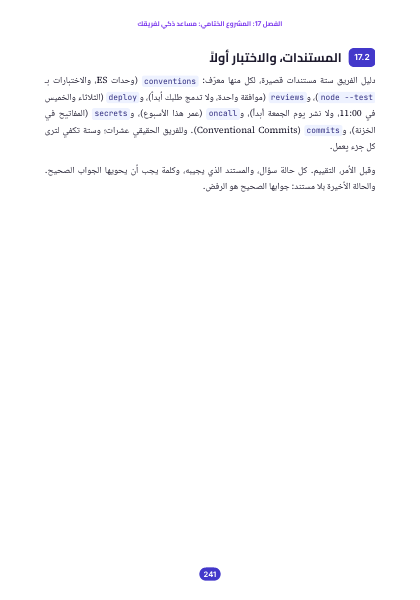 الفصل 17: المشروع الختامي: مساعد ذكي لفريقك
17.2 المستندات، والاختبار أولاً
دليل الفريق ستة مستندات قصيرة، لكل منها معرّف: conventions (وحدات ES، والاختبارات بـ
node --test)، و reviews (موافقة واحدة، ولا تدمج طلبك أبداً)، و deploy (الثلاثاء والخميس
في 11:00، ولا نشر يوم الجمعة أبداً)، و oncall (عمر هذا الأسبوع)، و secrets (المفاتيح في
الخزنة)، و commits (Conventional Commits). وللفريق الحقيقي عشرات؛ وستة تكفي لترى
كل جزء يعمل.
وقبل الأمر، التقييم. كل حالة سؤال، والمستند الذي يجيبه، وكلمة يجب أن يحويها الجواب الصحيح.
والحالة الأخيرة بلا مستند: جوابها الصحيح هو الرفض.
241